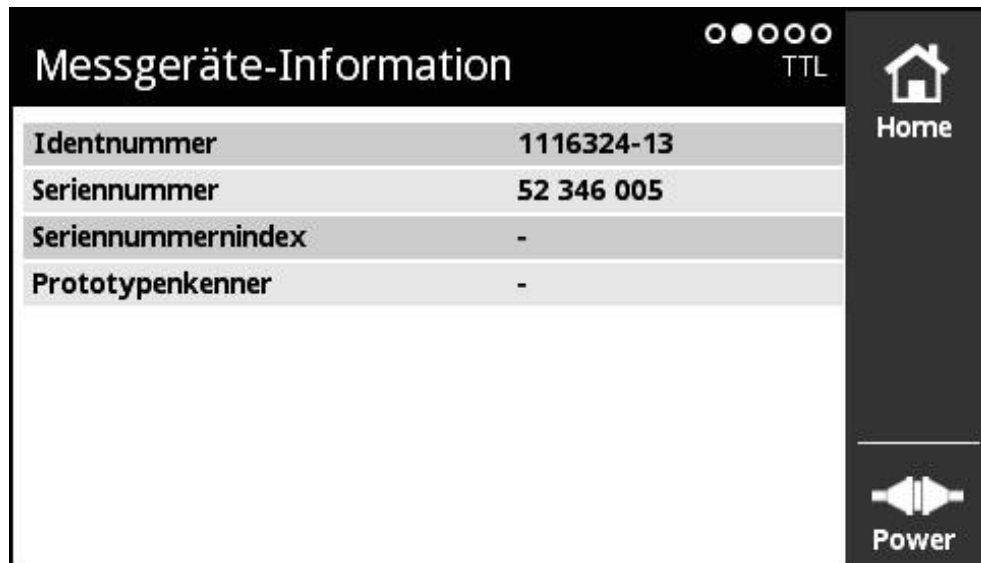 Messgeräte-Information
TTL
Home
Identnummer 1116324-13
Seriennummer 52 346 005
Seriennummernindex -
Prototypenkenner -
Power